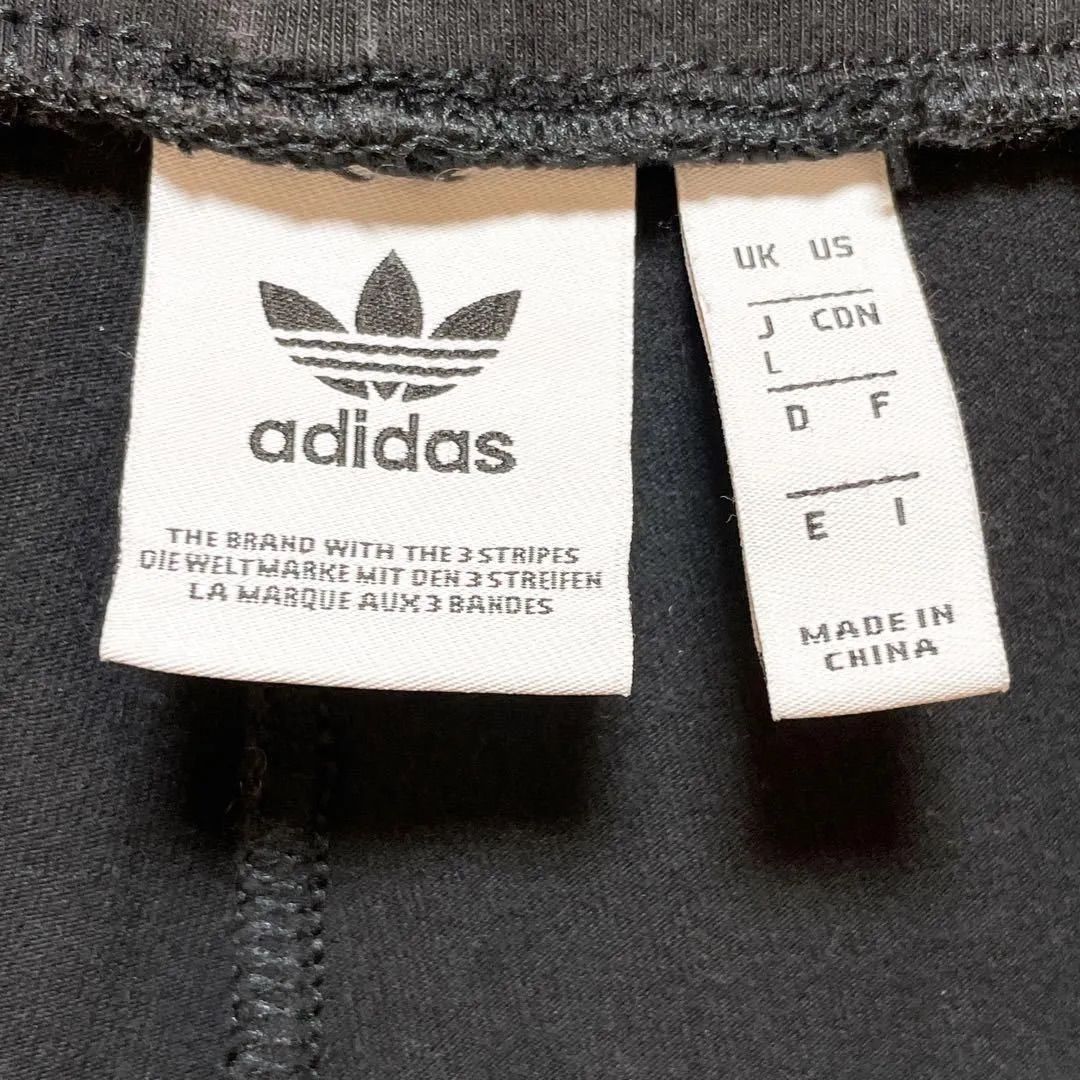 adidas
THE BRAND WITH THE 3 STRIPES
DIE WELTMARKE MIT DEN 3 STREIFEN
LA MARQUE AUX 3 BANDES
UK US
J CDN
L
D F
E I
MADE IN
CHINA